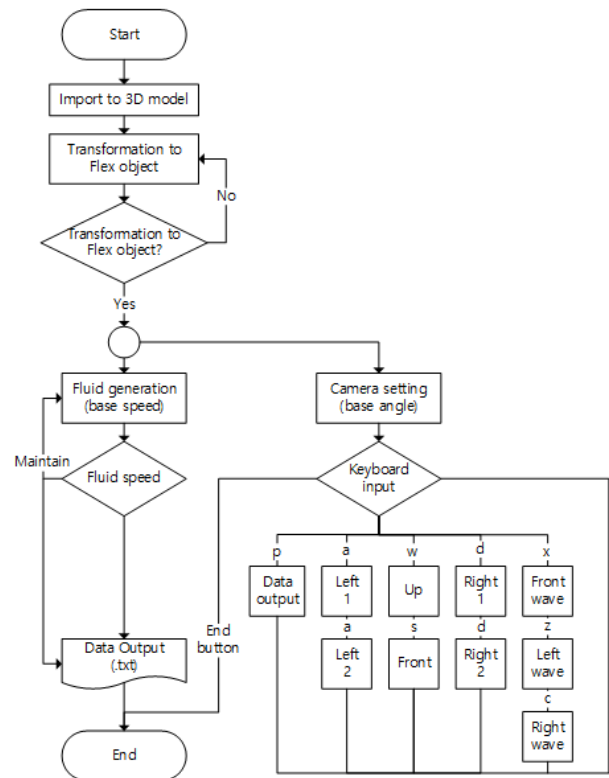 Start
Import to 3D model
Transformation to
Flex object
No
Transformation to
Flex object?
Yes
Fluid generation
(base speed)
Camera setting
(base angle)
Maintain
Fluid speed
Keyboard
input
p
a
w
d
x
Data
output
Left
1
Up
Right
1
Front
wave
a
s
d
z
Left
2
Front
Right
2
Left
wave
c
Right
wave
End
button
Data Output
(.txt)
End